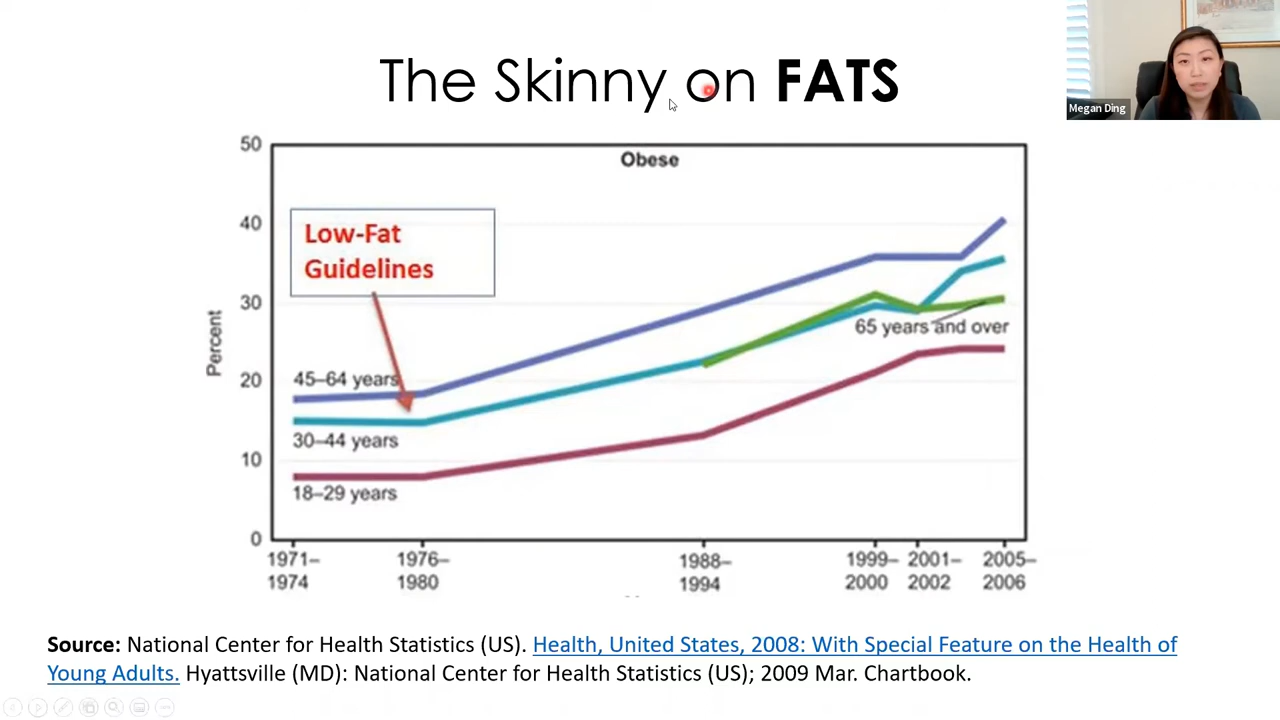 The Skinny on FATS
Megan Ding
Obese
50
40
30
20
10
0
Percent
Low-Fat
Guidelines
45–64 years
30–44 years
18–29 years
65 years and over
1971–
1974
1976–
1980
1988–
1994
1999–
2000
2001–
2002
2005–
2006
Source: National Center for Health Statistics (US). Health, United States, 2008: With Special Feature on the Health of
Young Adults. Hyattsville (MD): National Center for Health Statistics (US); 2009 Mar. Chartbook.